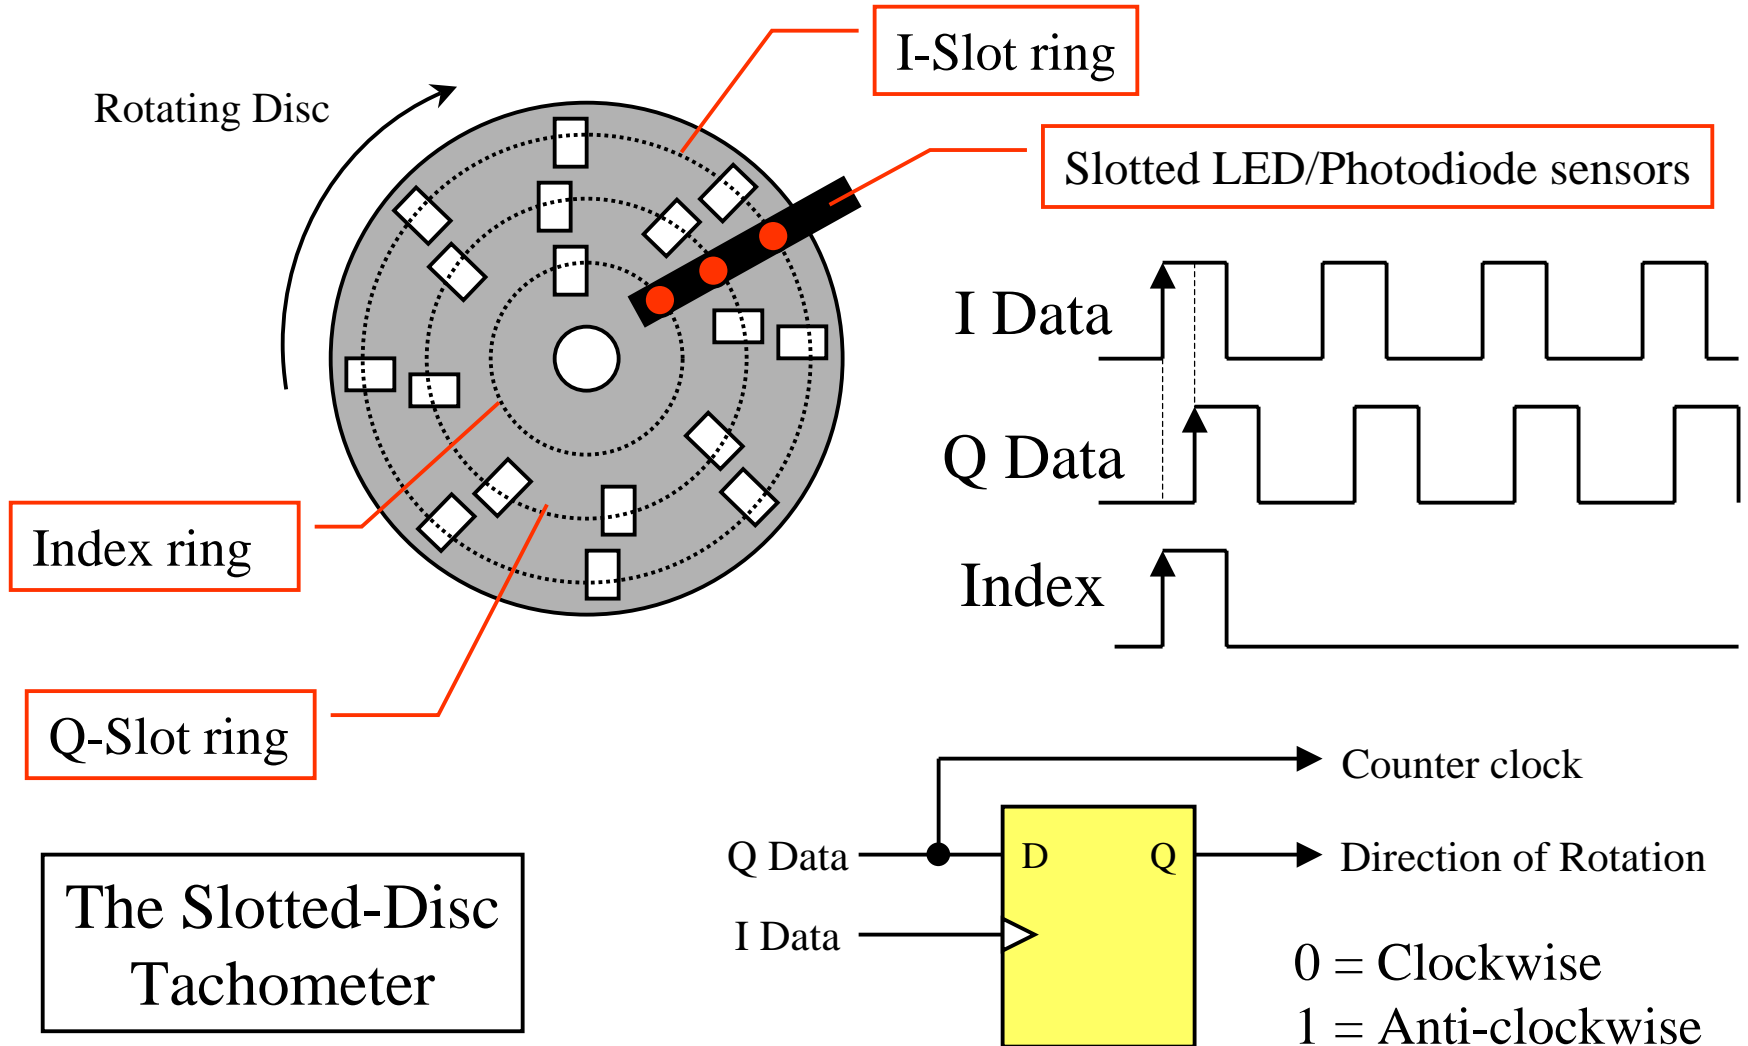 I-Slot ring
Rotating Disc
Slotted LED/Photodiode sensors
I Data
Q Data
Index ring
Index
Q-Slot ring
Counter clock
Q Data
D
Q
Direction of Rotation
The Slotted-Disc
Tachometer
I Data
0 = Clockwise
1 = Anti-clockwise